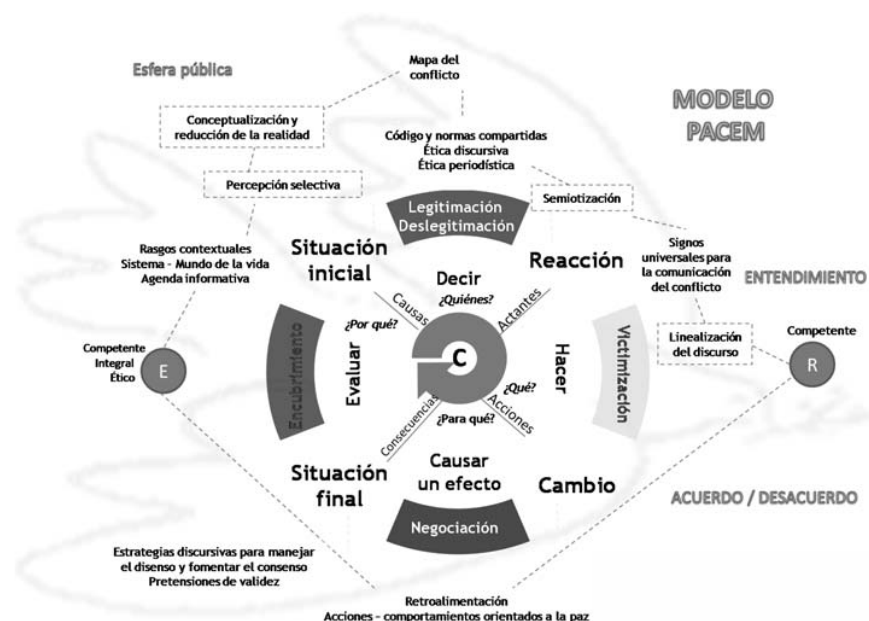 Esfera pública
Mapa del
conflicto
MODELO
PACEM
Conceptualización y
reducción de la realidad
Código y normas compartidas
Ética discursiva
Ética periodística
Percepción selectiva
Legitimación
Deslegitimación
Semiotización
Rasgos contextuales
Sistema - Mundo de la vida
Agenda informativa
Situación
inicial
Decir
¿Quiénes?
Reacción
Signos
universales para
la comunicación
del conflicto
ENTENDIMIENTO
Causas
Actantes
¿Por qué?
Competente
Integral
Ético
E
Encubrimiento
Evaluar
C
Hacer
Victimización
Linealización
del discurso
Competente
R
¿Qué?
Consecuencias
¿Para qué?
Acciones
Situación
final
Causar
un efecto
Cambio
ACUERDO / DESACUERDO
Negociación
Estrategias discursivas para manejar
el disenso y fomentar el consenso
Pretensiones de validez
Retroalimentación
Acciones - comportamientos orientados a la paz